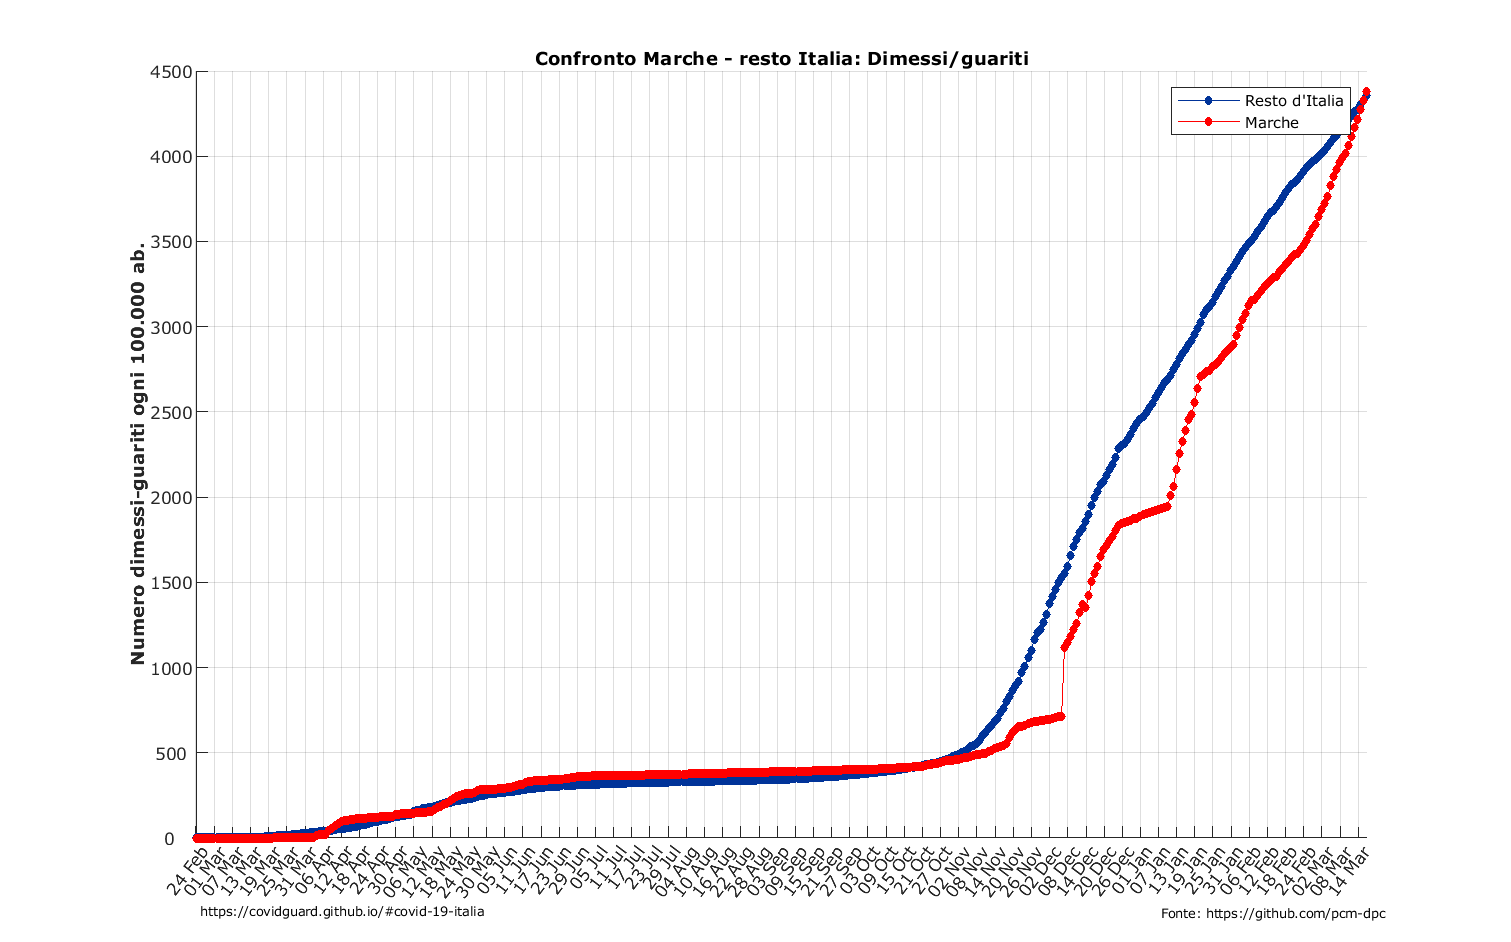 Confronto Marche - resto Italia: Dimessi/guariti
Numero dimessi-guariti ogni 100.000 ab.
4500
4000
3500
3000
2500
2000
1500
1000
500
0
Resto d'Italia
Marche
24 Feb
01 Mar
07 Mar
13 Mar
19 Mar
25 Mar
31 Mar
06 Apr
12 Apr
18 Apr
24 Apr
30 Apr
06 May
12 May
18 May
24 May
30 May
05 Jun
11 Jun
17 Jun
23 Jun
29 Jun
05 Jul
11 Jul
17 Jul
23 Jul
29 Jul
04 Aug
10 Aug
16 Aug
22 Aug
28 Aug
03 Sep
09 Sep
15 Sep
21 Sep
27 Sep
03 Oct
09 Oct
15 Oct
21 Oct
27 Oct
02 Nov
08 Nov
14 Nov
20 Nov
26 Nov
02 Dec
08 Dec
14 Dec
20 Dec
26 Dec
01 Jan
07 Jan
13 Jan
19 Jan
25 Jan
31 Jan
06 Feb
12 Feb
18 Feb
24 Feb
02 Mar
08 Mar
14 Mar
https://covidguard.github.io/#covid-19-italia
Fonte: https://github.com/pcm-dpc